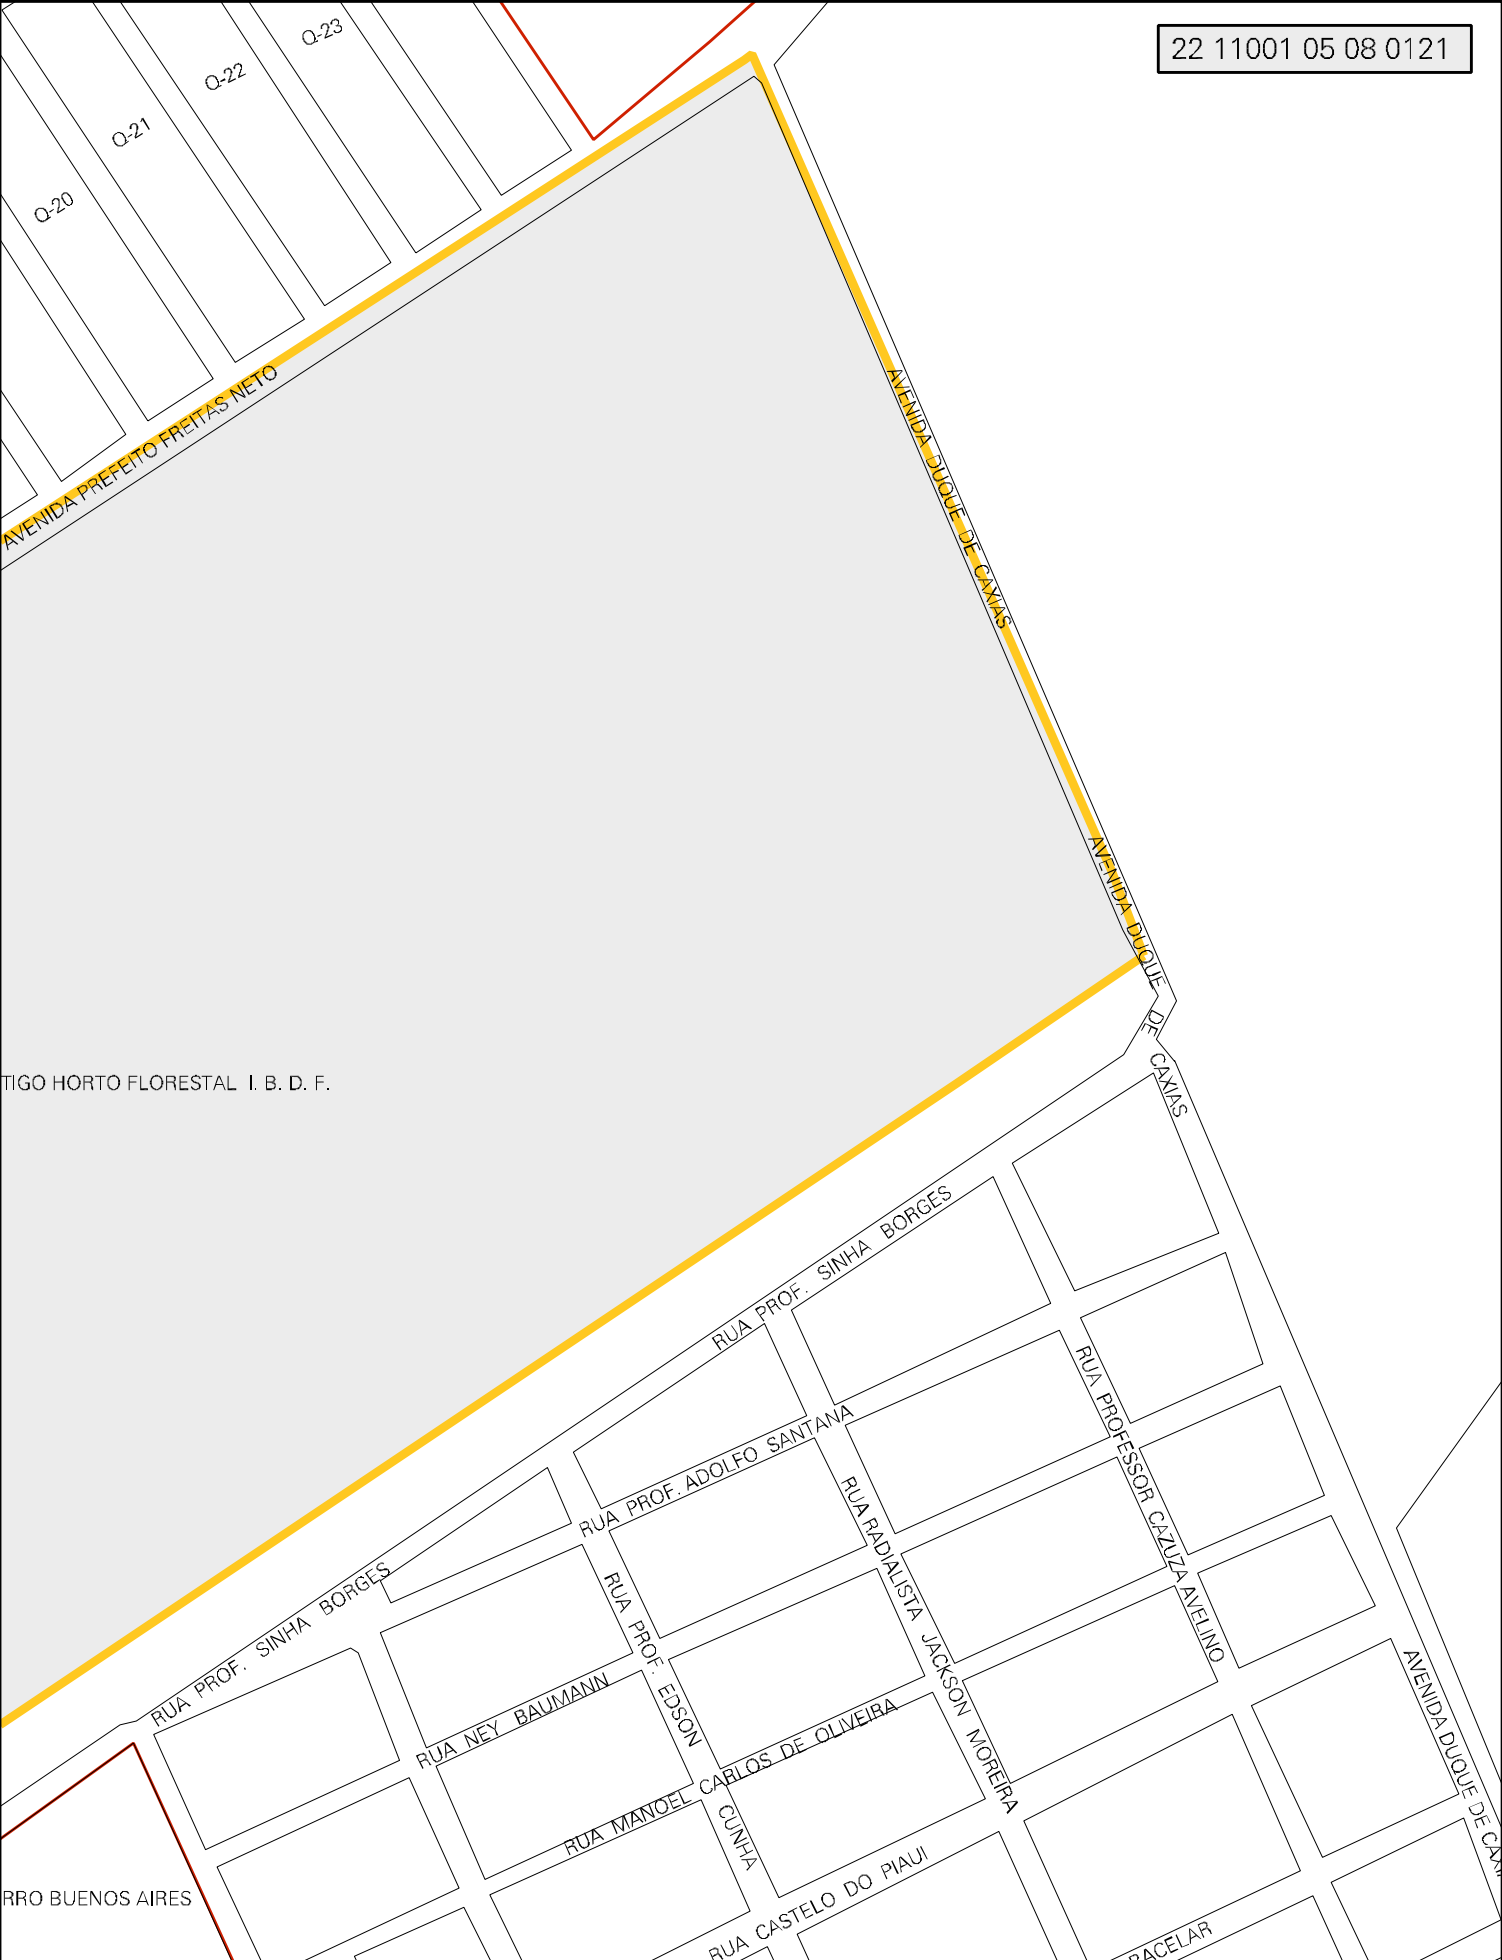 22 11001 05 08 0121
Q-23
Q-22
Q-21
Q-20
AVENIDA PREFEITO FREITAS NETO
AVENIDA DUQUE DE CAXIAS
AVENIDA DUQUE DE CAXIAS
TIGO HORTO FLORESTAL I. B. D. F.
RUA PROF. SINHA BORGES
RUA PROF. ADOLFO SANTANA
RUA PROFESSOR CAZUZA AVELINO
RUA RADIALISTA JACKSON MOREIRA
RUA PROF. SINHA BORGES
RUA PROF. EDSON CUNHA
RUA NEY BAUMANN
RUA MANOEL CARLOS DE OLIVEIRA
AVENIDA DUQUE DE CAXI
RUA CASTELO DO PIAUI
RRO BUENOS AIRES
RACELAR